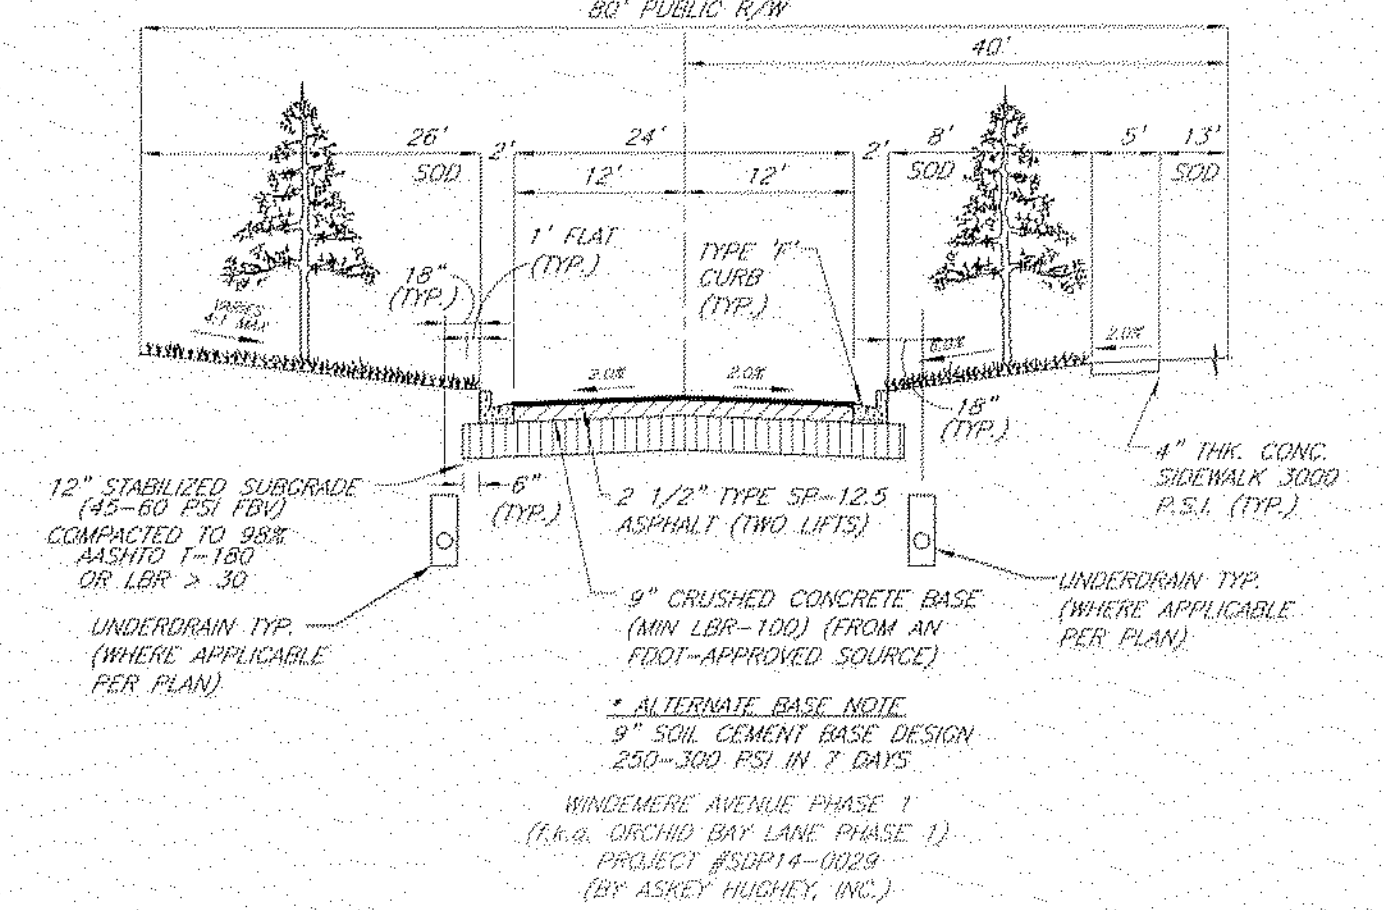 80' PUBLIC R/W
40'
26'
2'
24'
2'
8'
5'
13'
SOD
12'
12'
SOD
SOD
1' FLAT
(TYP.)
TYPE 'F'
CURB
(TYP.)
18"
(TYP.)
VARIES
4:1 MAX
2.0%
2.0%
6.0%
2.0%
18"
(TYP.)
4" THK. CONC.
SIDEWALK 3000
P.S.I. (TYP.)
12" STABILIZED SUBGRADE
(45-60 PSI FBV)
COMPACTED TO 98%
AASHTO T-180
OR LBR > 30
6"
(TYP.)
2 1/2" TYPE SP-12.5
ASPHALT (TWO LIFTS)
UNDERDRAIN TYP.
(WHERE APPLICABLE
PER PLAN)
9" CRUSHED CONCRETE BASE
(MIN LBR-100) (FROM AN
FDOT-APPROVED SOURCE)
UNDERDRAIN TYP.
(WHERE APPLICABLE
PER PLAN)
* ALTERNATE BASE NOTE
9" SOIL CEMENT BASE DESIGN
250-300 PSI IN 7 DAYS
WINDEMERE AVENUE PHASE 1
(f.k.a. ORCHID BAY LANE PHASE 1)
PROJECT #SDP14-0029
(BY ASKEY HUGHEY, INC.)